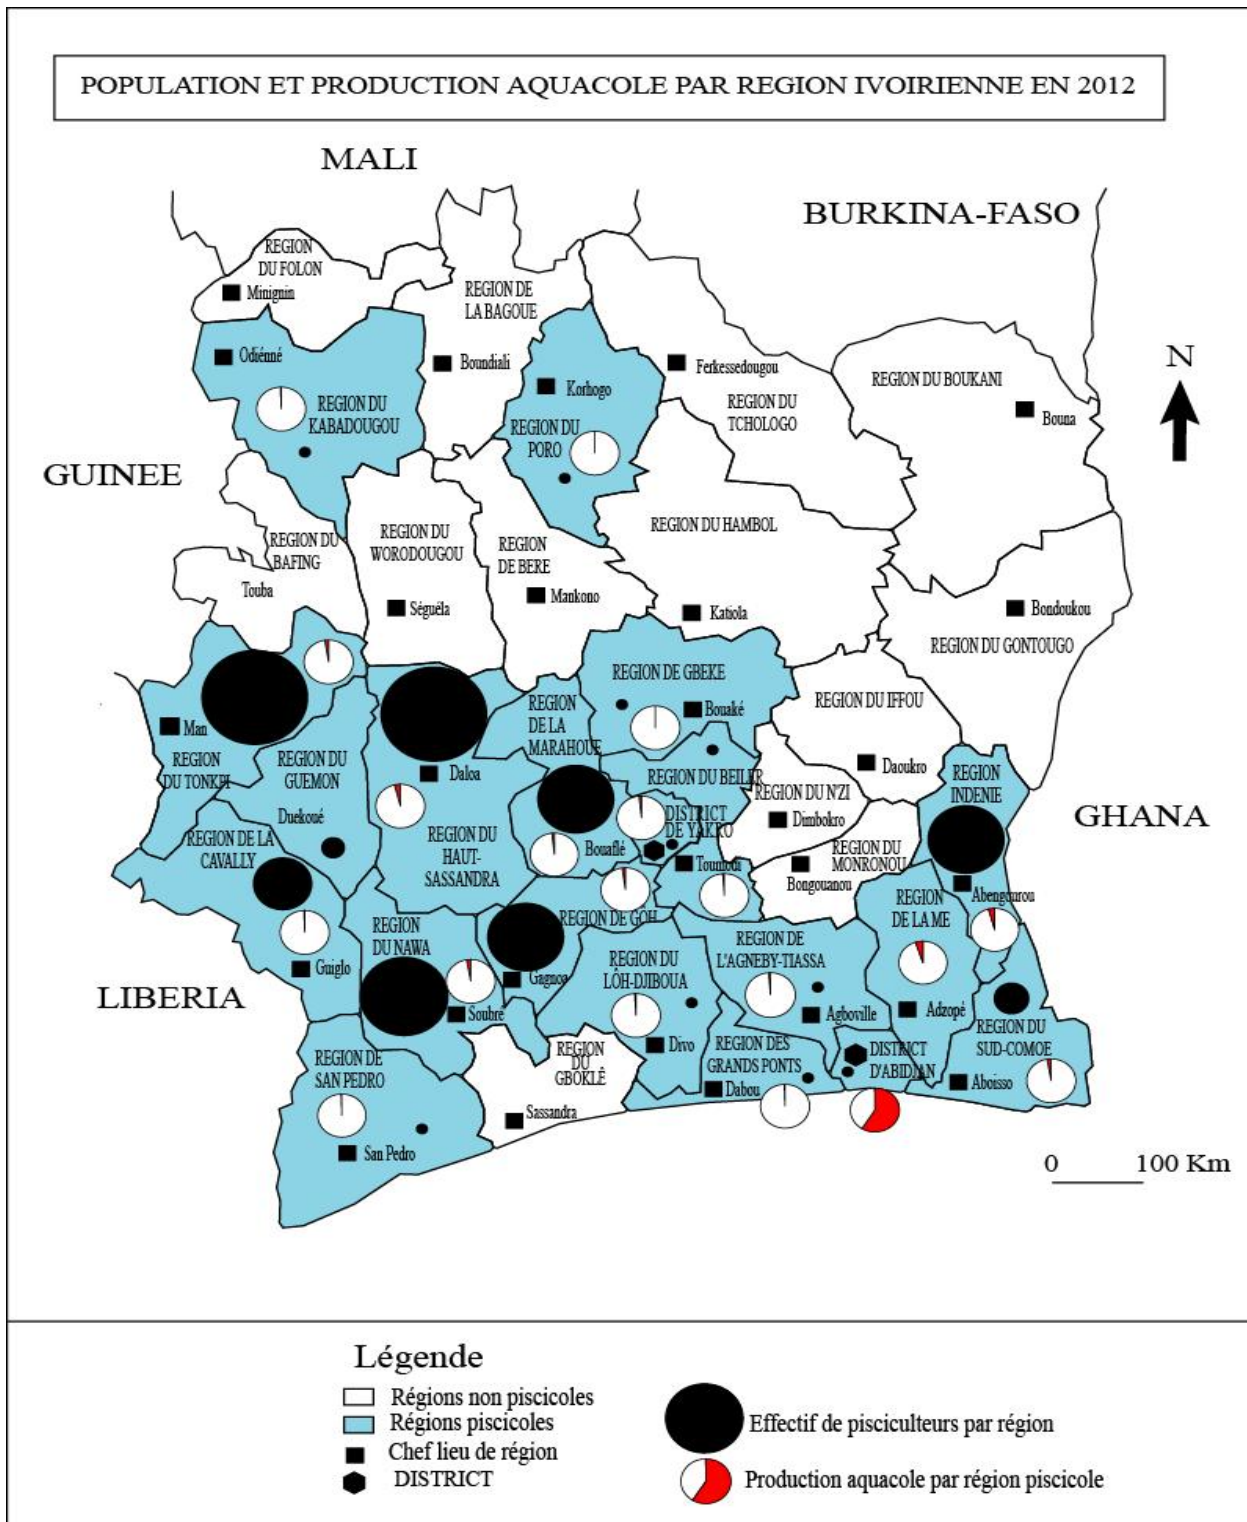 POPULATION ET PRODUCTION AQUACOLE PAR REGION IVOIRIENNE EN 2012
MALI
BURKINA-FASO
REGION
DU FOLON
Minignin
REGION DE
LA BAGOUE
N
Odiénné
Boundiali
Korhogo
Ferkessedougou
REGION DU BOUKANI
REGION DU
KABADOUGOU
REGION DU
TCHOLOGO
Bouna
REGION DU
PORO
GUINEE
REGION DU
BAFING
REGION DU
WORODOUGOU
REGION
DE BERE
REGION DU HAMBOL
Touba
Séguéla
Mankono
Katiola
Bondoukou
REGION DU GONTOUGO
REGION DE GBEKE
REGION DU IFFOU
Man
REGION
DE LA
MARAHOUE
Bouaké
REGION
DU TONKPI
REGION DU
GUEMON
Daloa
REGION DU BEILER
Daoukro
REGION
INDENIE
REGION DU N'ZI
GHANA
Duekoué
DISTRICT
DE YAKRO
Dimbokro
REGION DE LA
CAVALLY
REGION DU
HAUT-
SASSANDRA
Bouaflé
Toumodi
REGION DU
MONRONOU
Bongouanou
Abengourou
REGION DE GÔH
REGION
DE LA ME
REGION
DU NAWA
REGION DE
L'AGNEBY-TIASSA
Guiglo
Gagnoa
REGION DU
LÔH-DJIBOUA
LIBERIA
Soubré
Agboville
Adzopé
REGION DU
SUD-COMOE
REGION DE
SAN PEDRO
REGION
DU
GBÔKLÊ
Divo
REGION DES
GRANDS PONTS
DISTRICT
D'ABIDJAN
Dabou
Aboisso
Sassandra
San Pedro
0 100 Km
Légende
Régions non piscicoles
Régions piscicoles
Chef lieu de région
DISTRICT
Effectif de pisciculteurs par région
Production aquacole par région piscicole